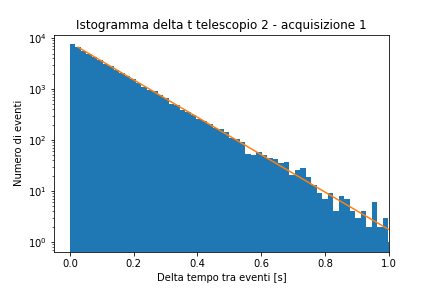 Istogramma delta t telescopio 2 - acquisizione 1
Numero di eventi
10⁴
10³
10²
10¹
10⁰
0.0 0.2 0.4 0.6 0.8 1.0
Delta tempo tra eventi [s]